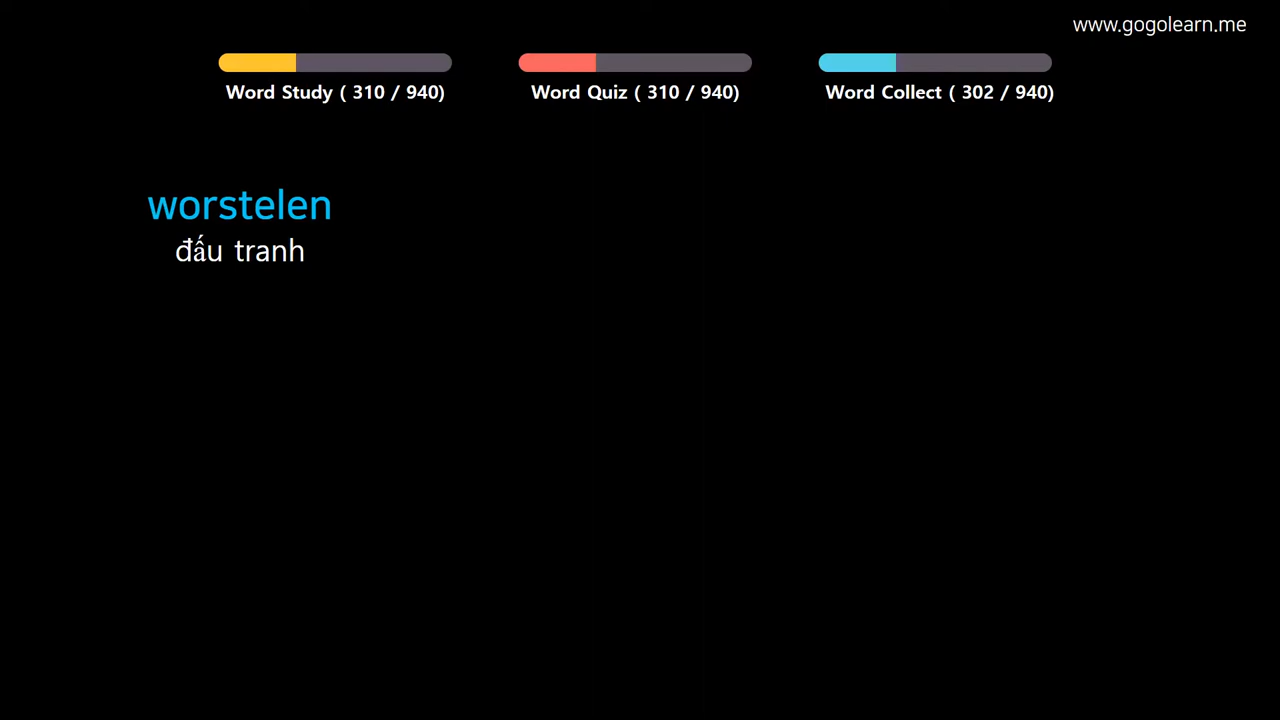 www.gogolearn.me
Word Study ( 310 / 940)
Word Quiz ( 310 / 940)
Word Collect ( 302 / 940)
worstelen
đấu tranh